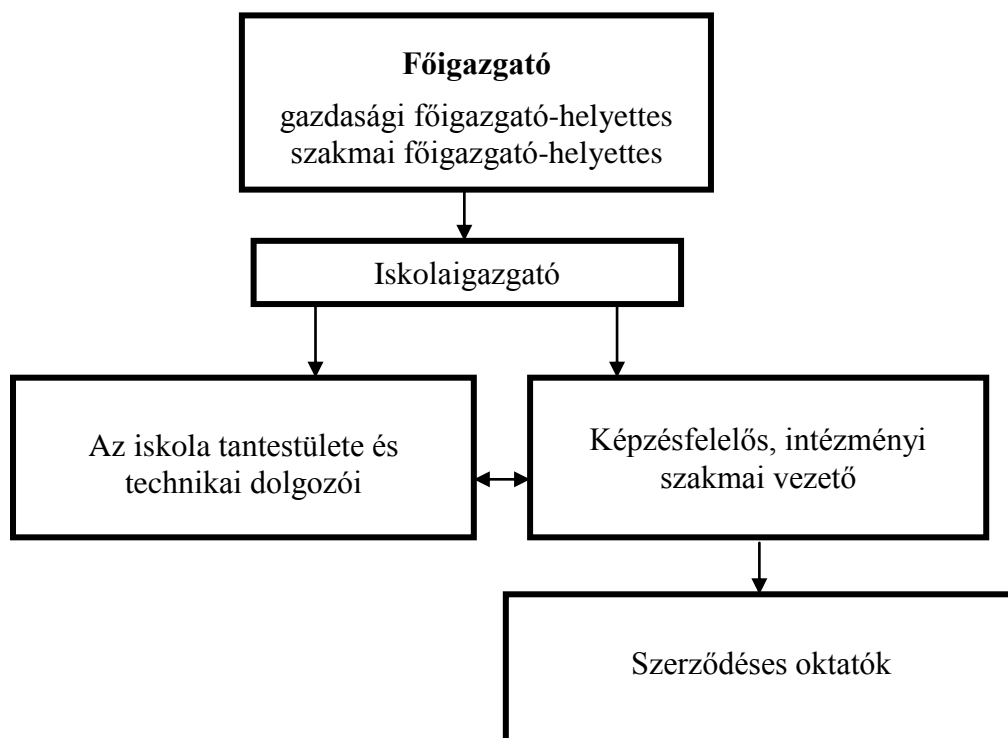 Főigazgató
gazdasági főigazgató-helyettes
szakmai főigazgató-helyettes
Iskolaigazgató
Az iskola tantestülete és
technikai dolgozói
Képzésfelelős, intézményi
szakmai vezető
Szerződéses oktatók